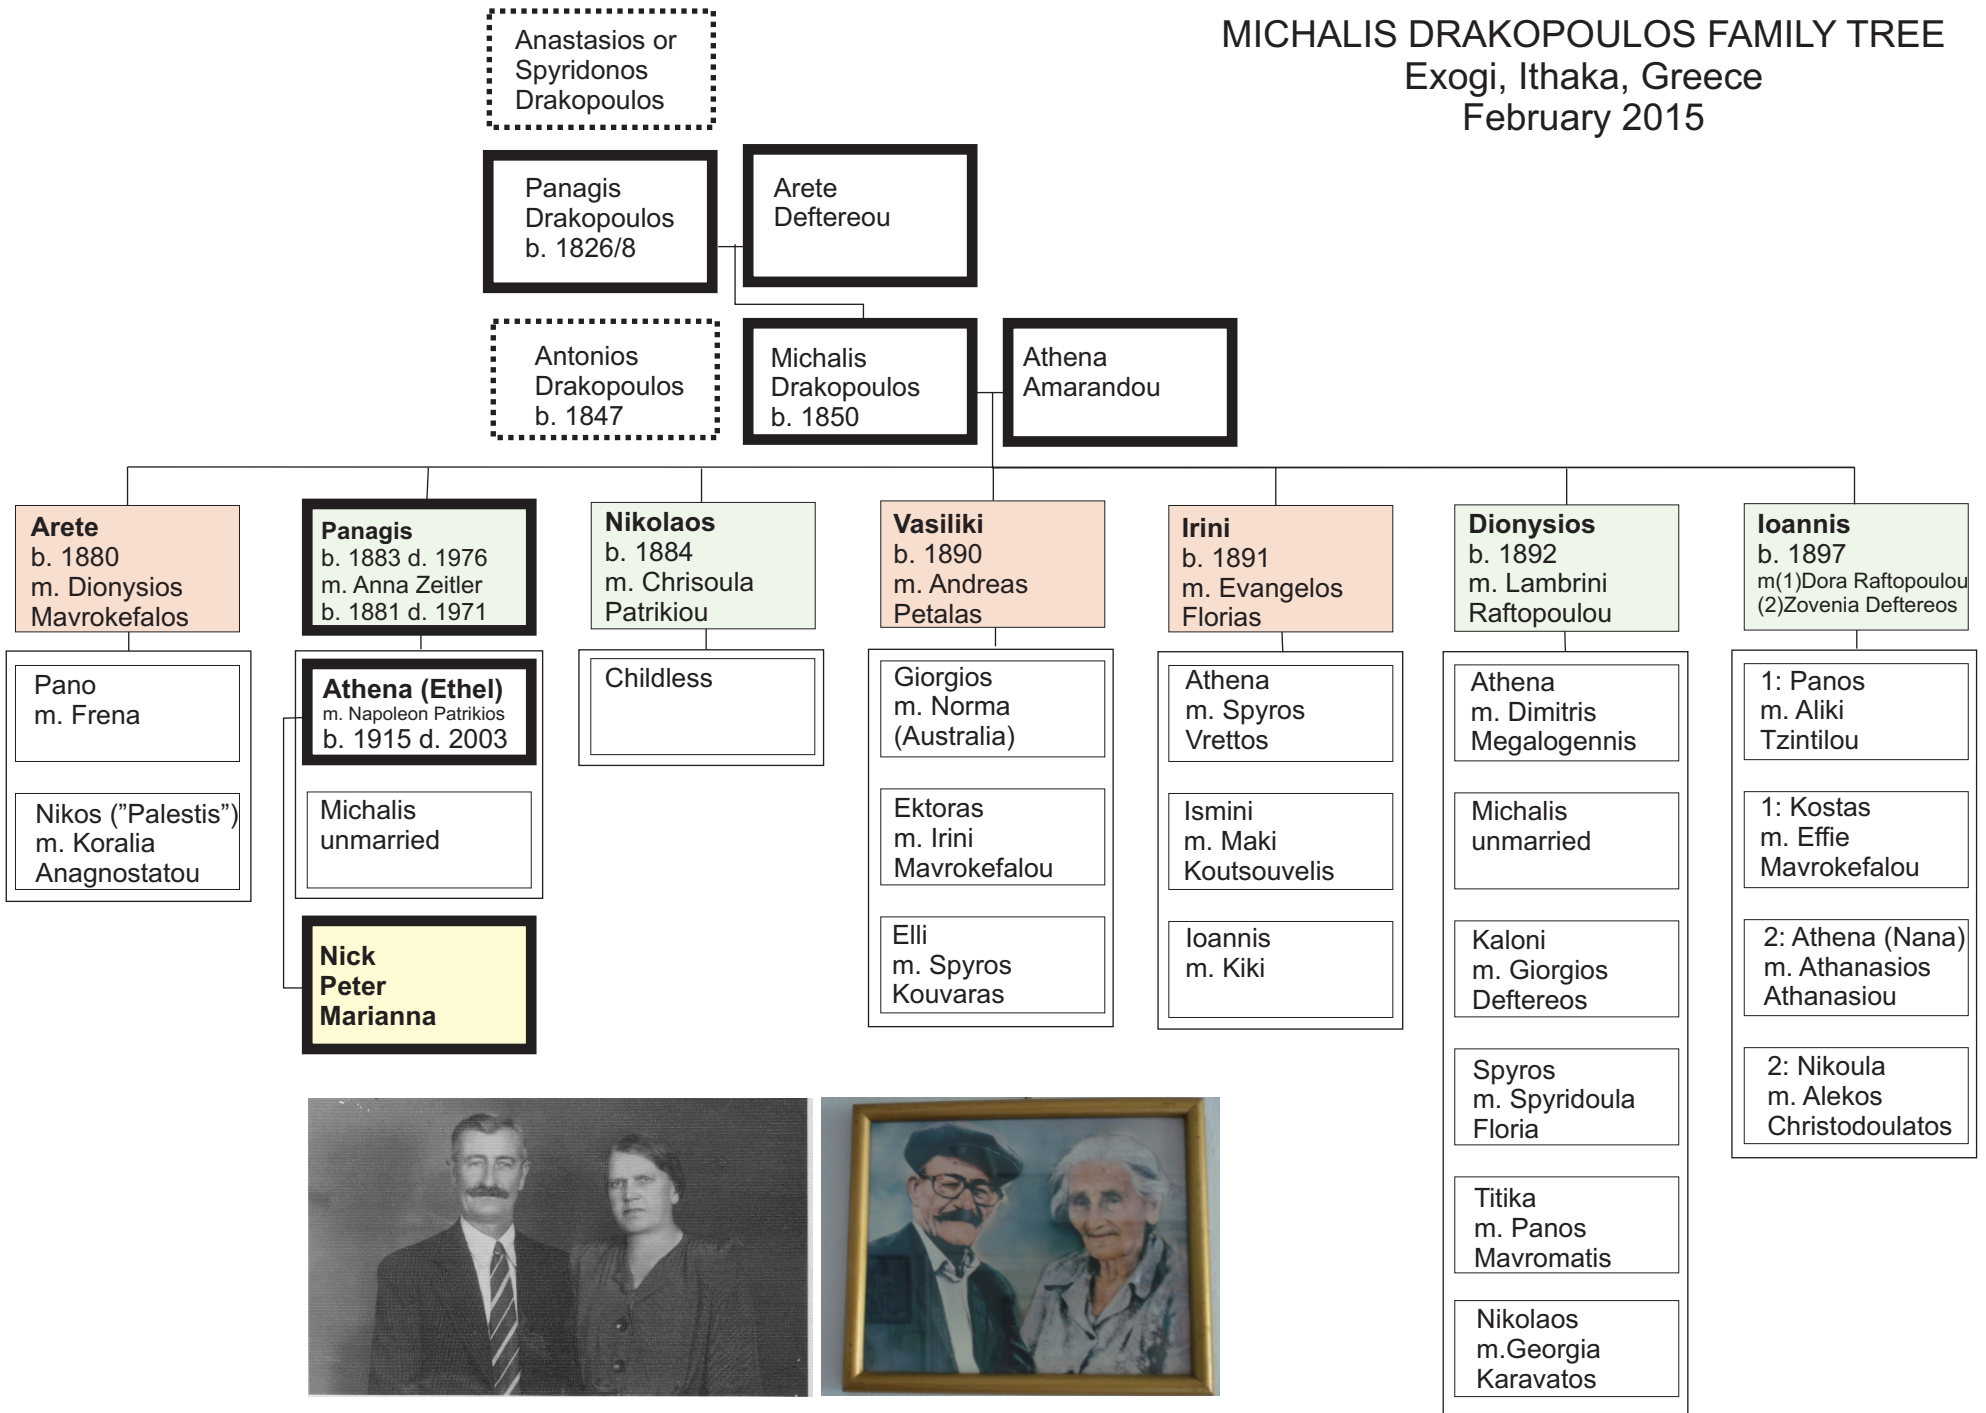 MICHALIS DRAKOPOULOS FAMILY TREE
Exogi, Ithaka, Greece
February 2015
Anastasios or
Spyridonos
Drakopoulos
Panagis
Drakopoulos
b. 1826/8
Arete
Deftereou
Antonios
Drakopoulos
b. 1847
Michalis
Drakopoulos
b. 1850
Athena
Amarandou
Arete
b. 1880
m. Dionysios
Mavrokefalos
Panagis
b. 1883 d. 1976
m. Anna Zeitler
b. 1881 d. 1971
Nikolaos
b. 1884
m. Chrisoula
Patrikiou
Vasiliki
b. 1890
m. Andreas
Petalas
Irini
b. 1891
m. Evangelos
Florias
Dionysios
b. 1892
m. Lambrini
Raftopoulou
Ioannis
b. 1897
m(1)Dora Raftopoulou
(2)Zovenia Deftereos
Pano
m. Frena
Nikos (”Palestis”)
m. Koralia
Anagnostatou
Athena (Ethel)
m. Napoleon Patrikios
b. 1915 d. 2003
Michalis
unmarried
Nick
Peter
Marianna
Childless
Giorgios
m. Norma
(Australia)
Ektoras
m. Irini
Mavrokefalou
Elli
m. Spyros
Kouvaras
Athena
m. Spyros
Vrettos
Ismini
m. Maki
Koutsouvelis
Ioannis
m. Kiki
Athena
m. Dimitris
Megalogennis
Michalis
unmarried
Kaloni
m. Giorgios
Deftereos
Spyros
m. Spyridoula
Floria
Titika
m. Panos
Mavromatis
Nikolaos
m.Georgia
Karavatos
1: Panos
m. Aliki
Tzintilou
1: Kostas
m. Effie
Mavrokefalou
2: Athena (Nana)
m. Athanasios
Athanasiou
2: Nikoula
m. Alekos
Christodoulatos